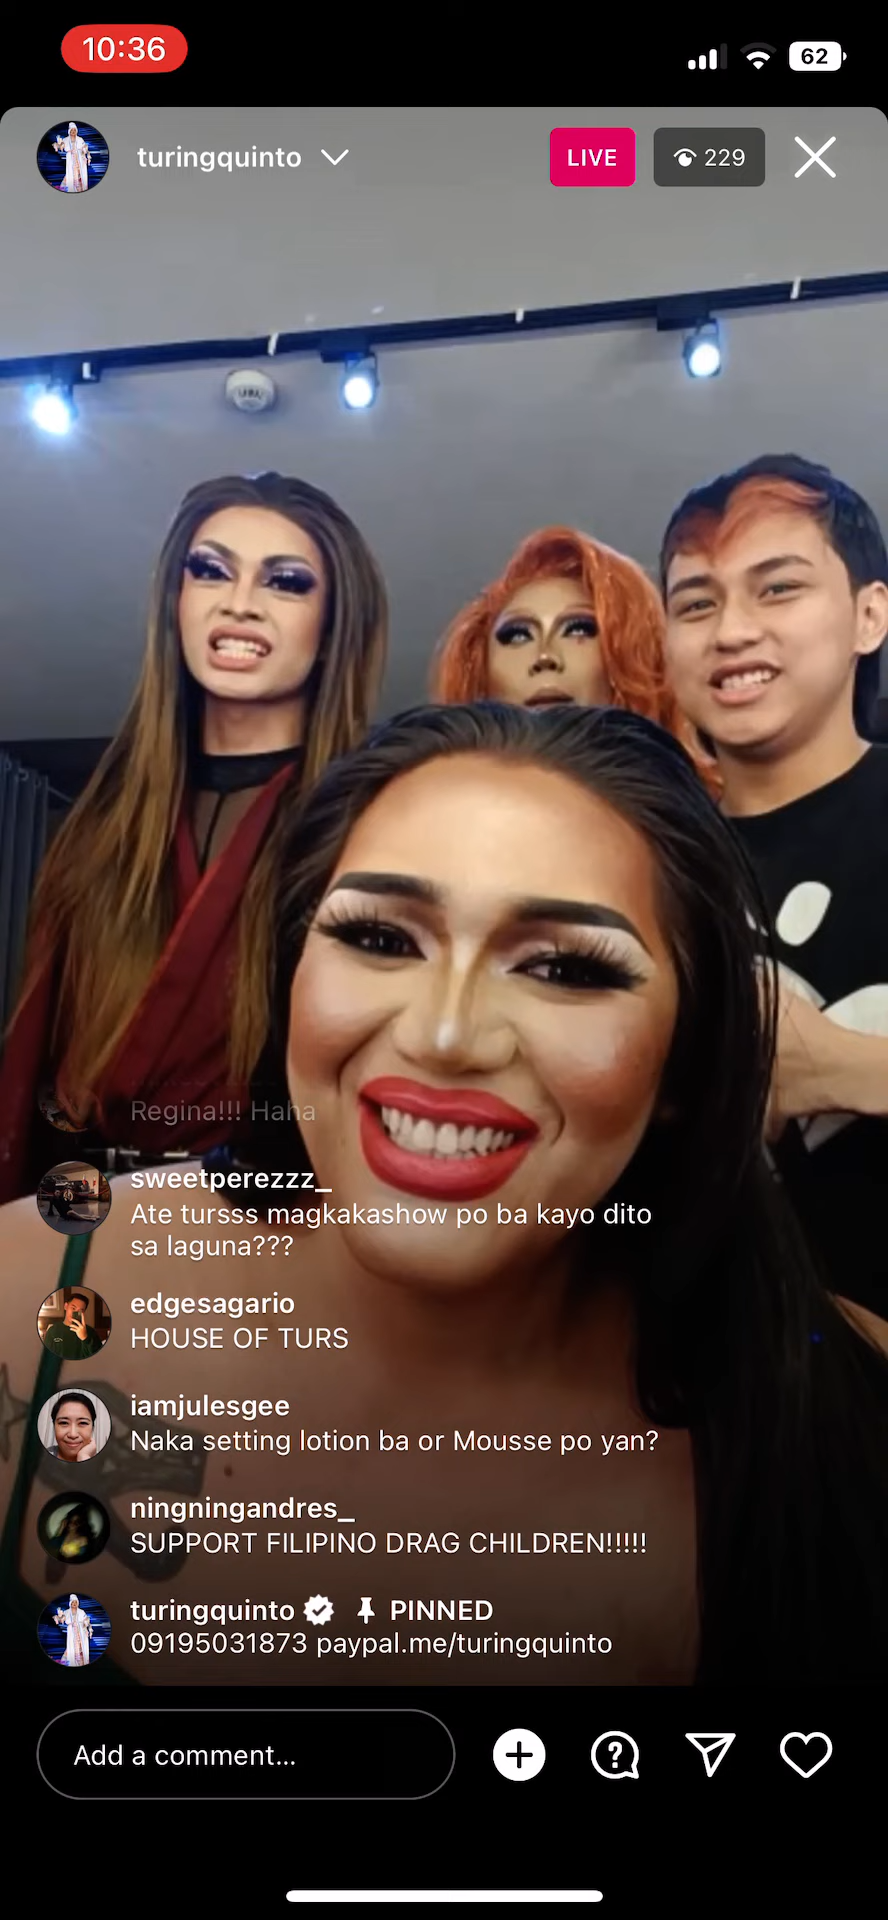 10:36
62
turingquinto
LIVE
229
Regina!!! Haha
sweetperezzz_
Ate tursss magkakashow po ba kayo dito
sa laguna???
edgesagario
HOUSE OF TURS
iamjulesgee
Naka setting lotion ba or Mousse po yan?
ningningandres_
SUPPORT FILIPINO DRAG CHILDREN!!!!!
turingquinto PINNED
09195031873 paypal.me/turingquinto
Add a comment...